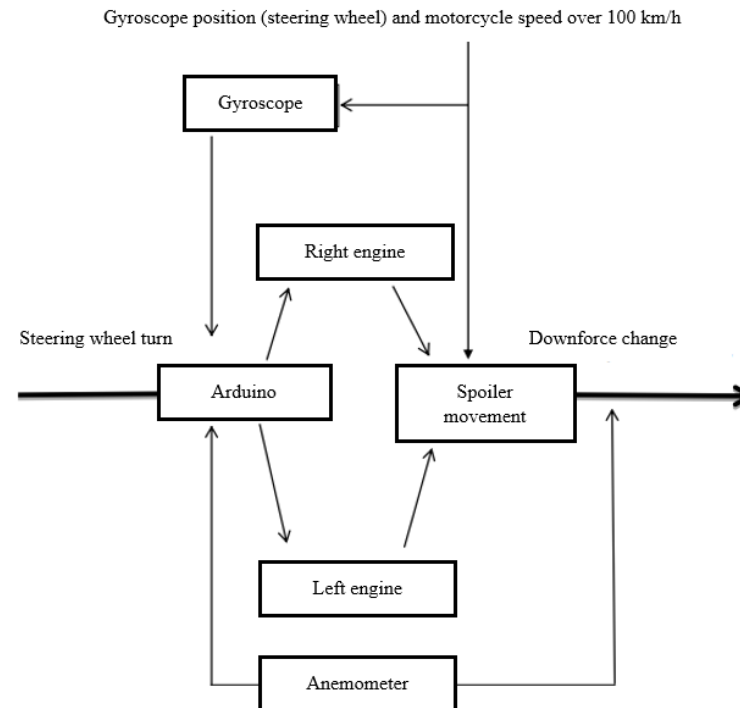 Gyroscope position (steering wheel) and motorcycle speed over 100 km/h
Gyroscope
Right engine
Steering wheel turn
Downforce change
Arduino
Spoiler
movement
Left engine
Anemometer